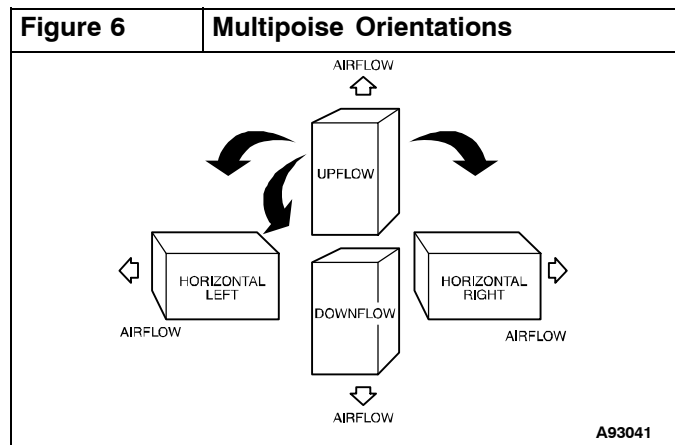 Figure 6 Multipoise Orientations
AIRFLOW
UPFLOW
HORIZONTAL
LEFT
AIRFLOW
DOWNFLOW
HORIZONTAL
RIGHT
AIRFLOW
AIRFLOW
A93041